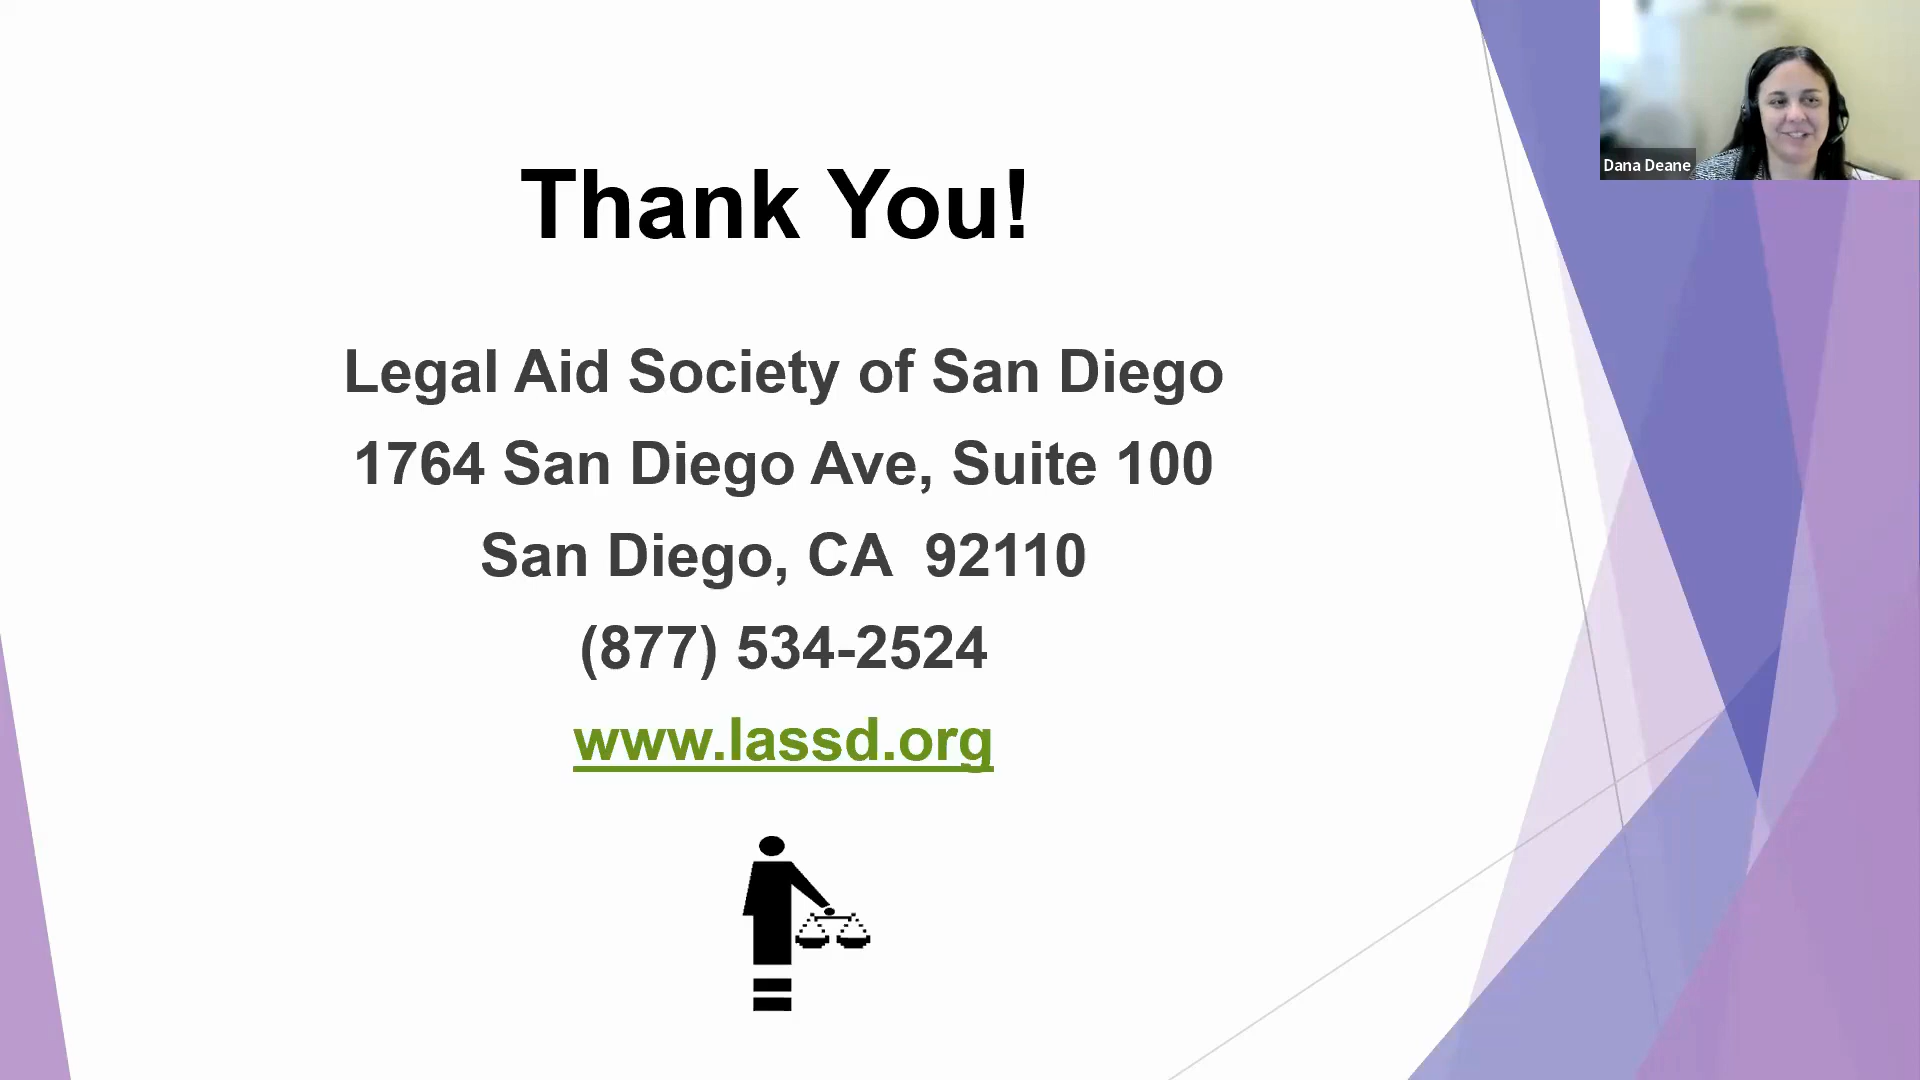 Thank You!
Legal Aid Society of San Diego
1764 San Diego Ave, Suite 100
San Diego, CA  92110
(877) 534-2524
www.lassd.org
Dana Deane